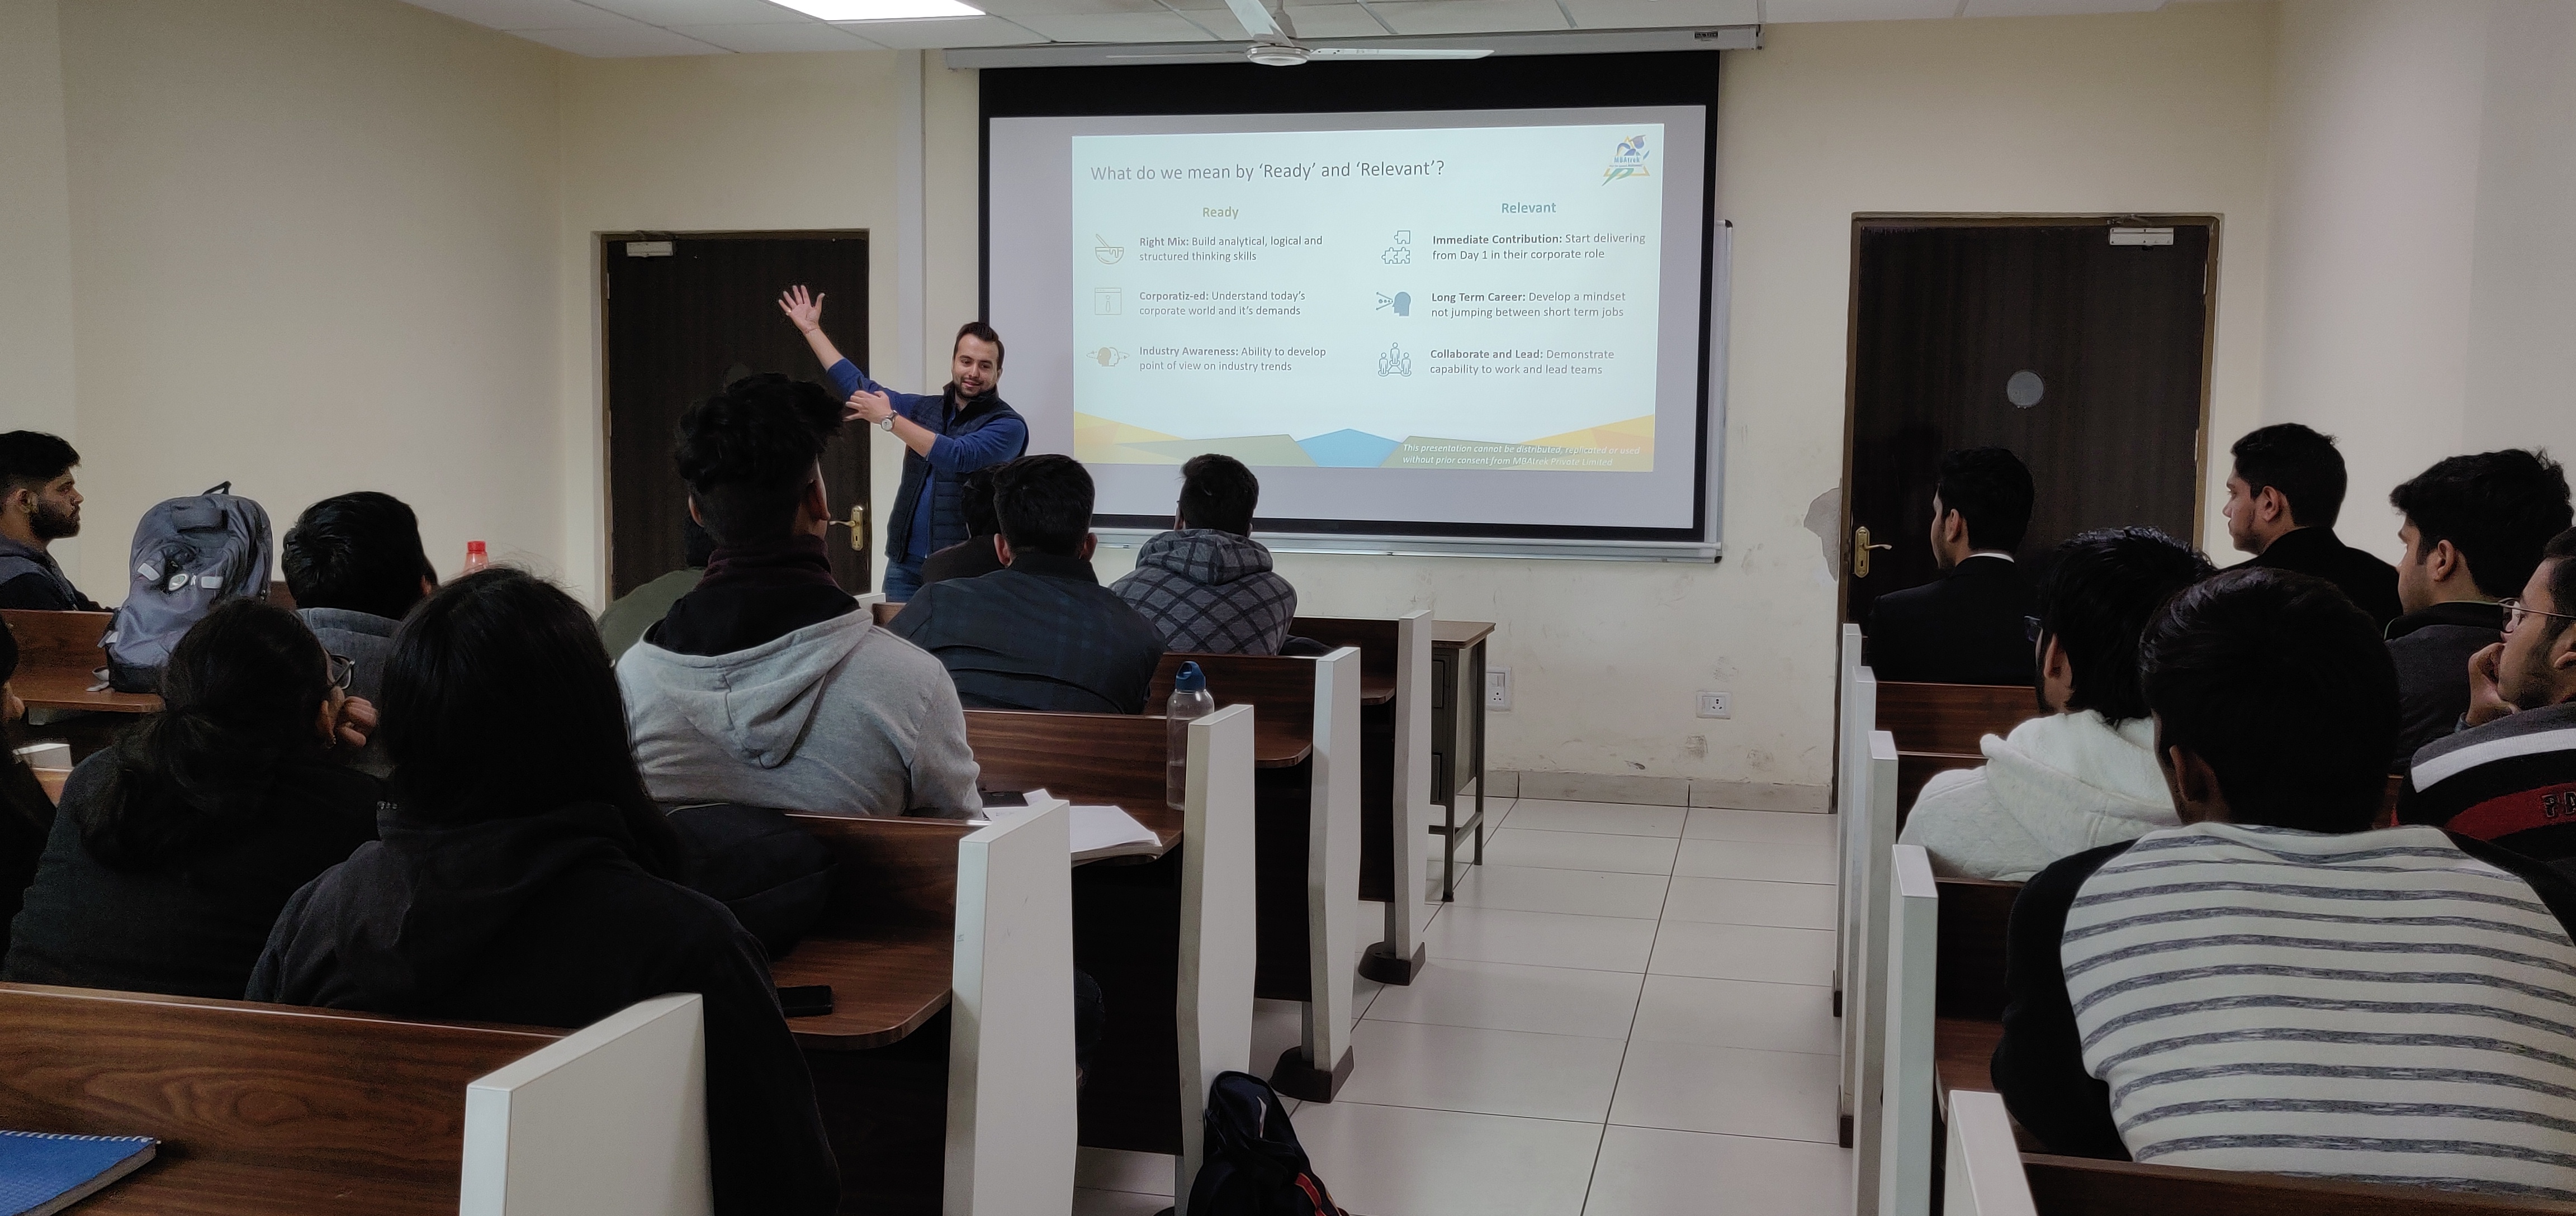 What do we mean by ‘Ready’ and ‘Relevant’?
MBAtrek
Ready
Right Mix: Build analytical, logical and
structured thinking skills
Corporatiz-ed: Understand today’s
corporate world and it’s demands
Industry Awareness: Ability to develop
point of view on industry trends
Relevant
Immediate Contribution: Start delivering
from Day 1 in their corporate role
Long Term Career: Develop a mindset
not jumping between short term jobs
Collaborate and Lead: Demonstrate
capability to work and lead teams
This presentation cannot be distributed, replicated or used
without prior consent from MBAtrek Private Limited